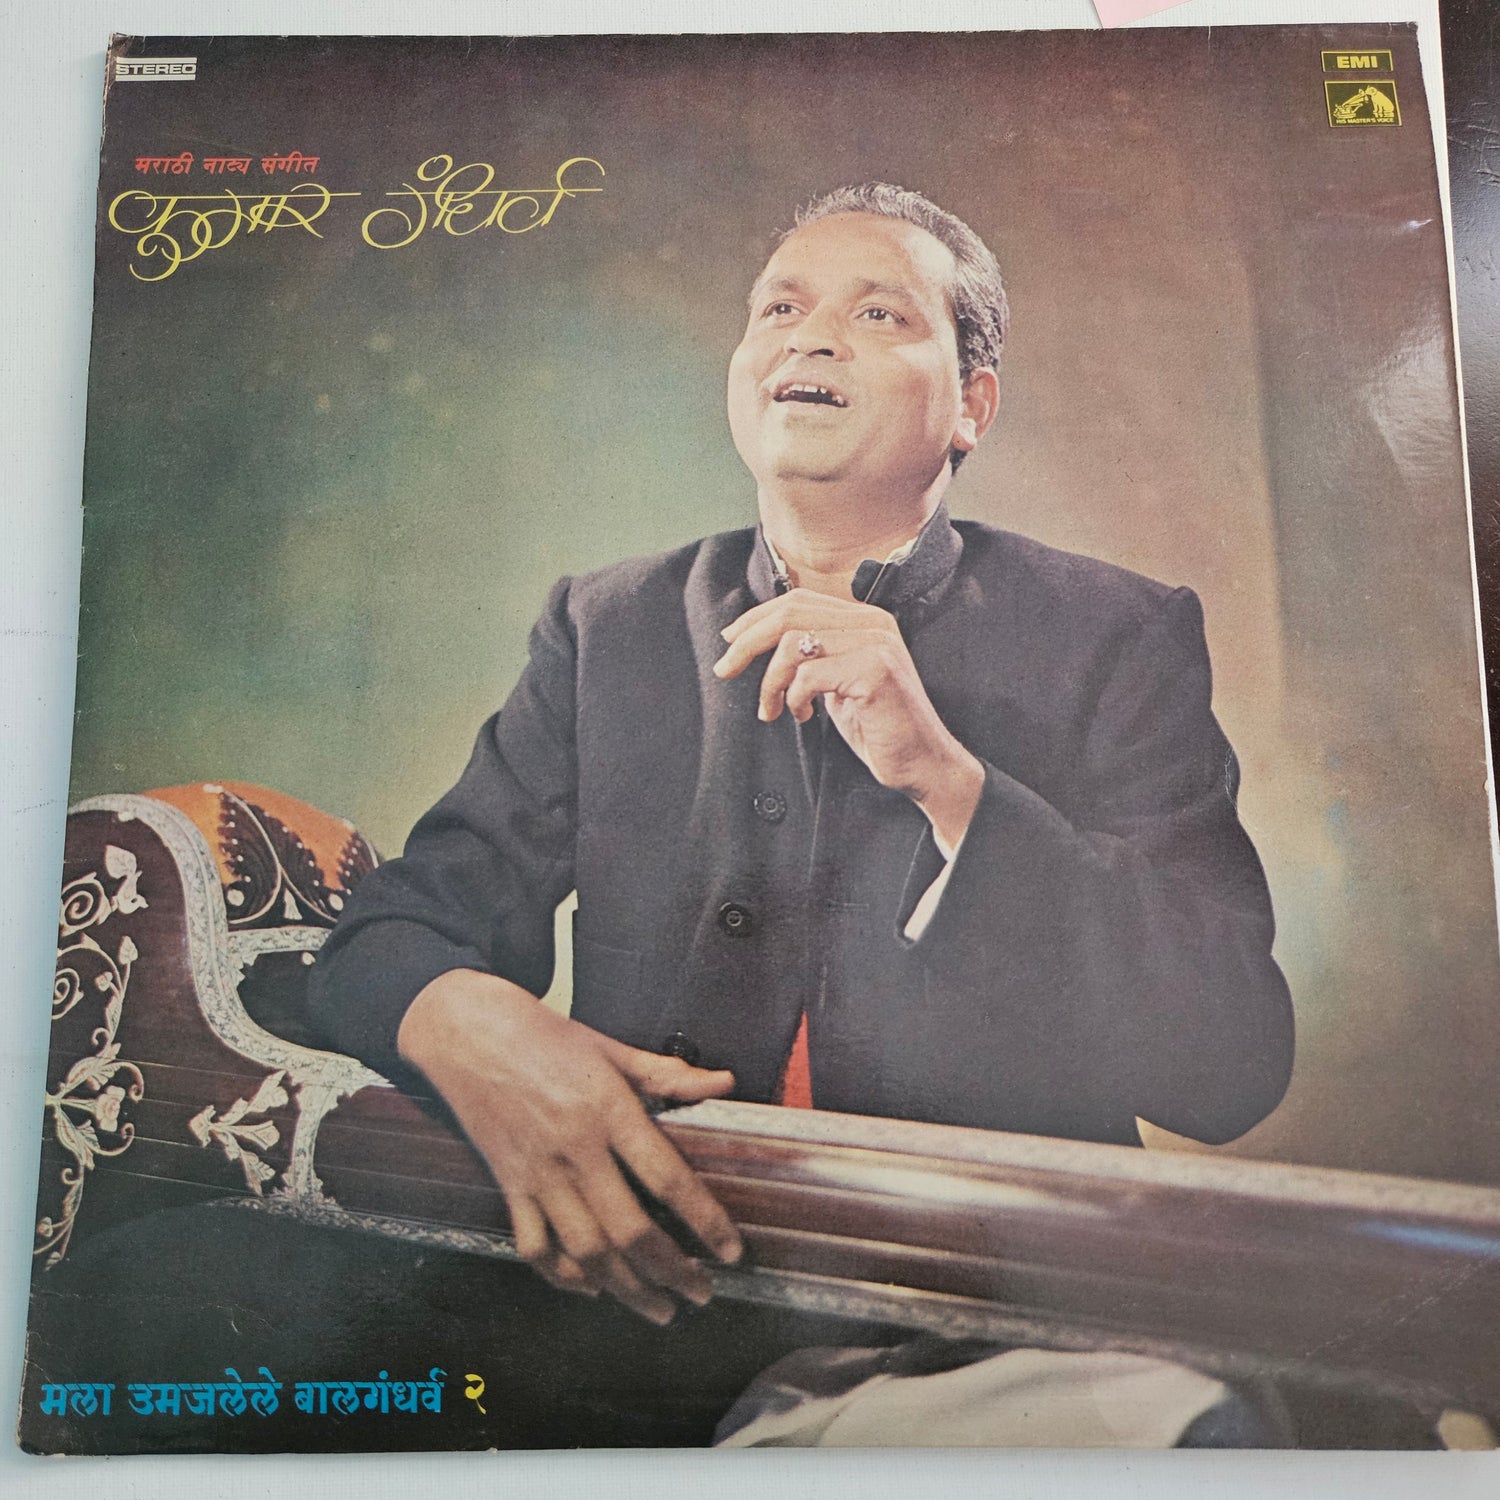 STEREO
EMI
HIS MASTER'S VOICE
मराठी नाट्य संगीत
कुमार गंधर्व
मला उमजलेले बालगंधर्व २